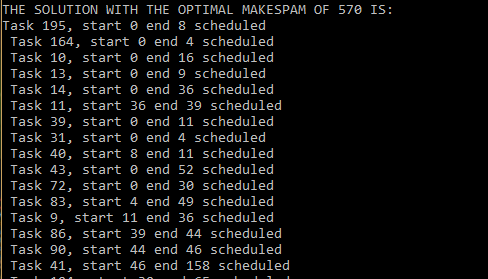 THE SOLUTION WITH THE OPTIMAL MAKESPAM OF 570 IS:
Task 195, start 0 end 8 scheduled
Task 164, start 0 end 4 scheduled
Task 10, start 0 end 16 scheduled
Task 13, start 0 end 9 scheduled
Task 14, start 0 end 36 scheduled
Task 11, start 36 end 39 scheduled
Task 39, start 0 end 11 scheduled
Task 31, start 0 end 4 scheduled
Task 40, start 8 end 11 scheduled
Task 43, start 0 end 52 scheduled
Task 72, start 0 end 30 scheduled
Task 83, start 4 end 49 scheduled
Task 9, start 11 end 36 scheduled
Task 86, start 39 end 44 scheduled
Task 90, start 44 end 46 scheduled
Task 41, start 46 end 158 scheduled